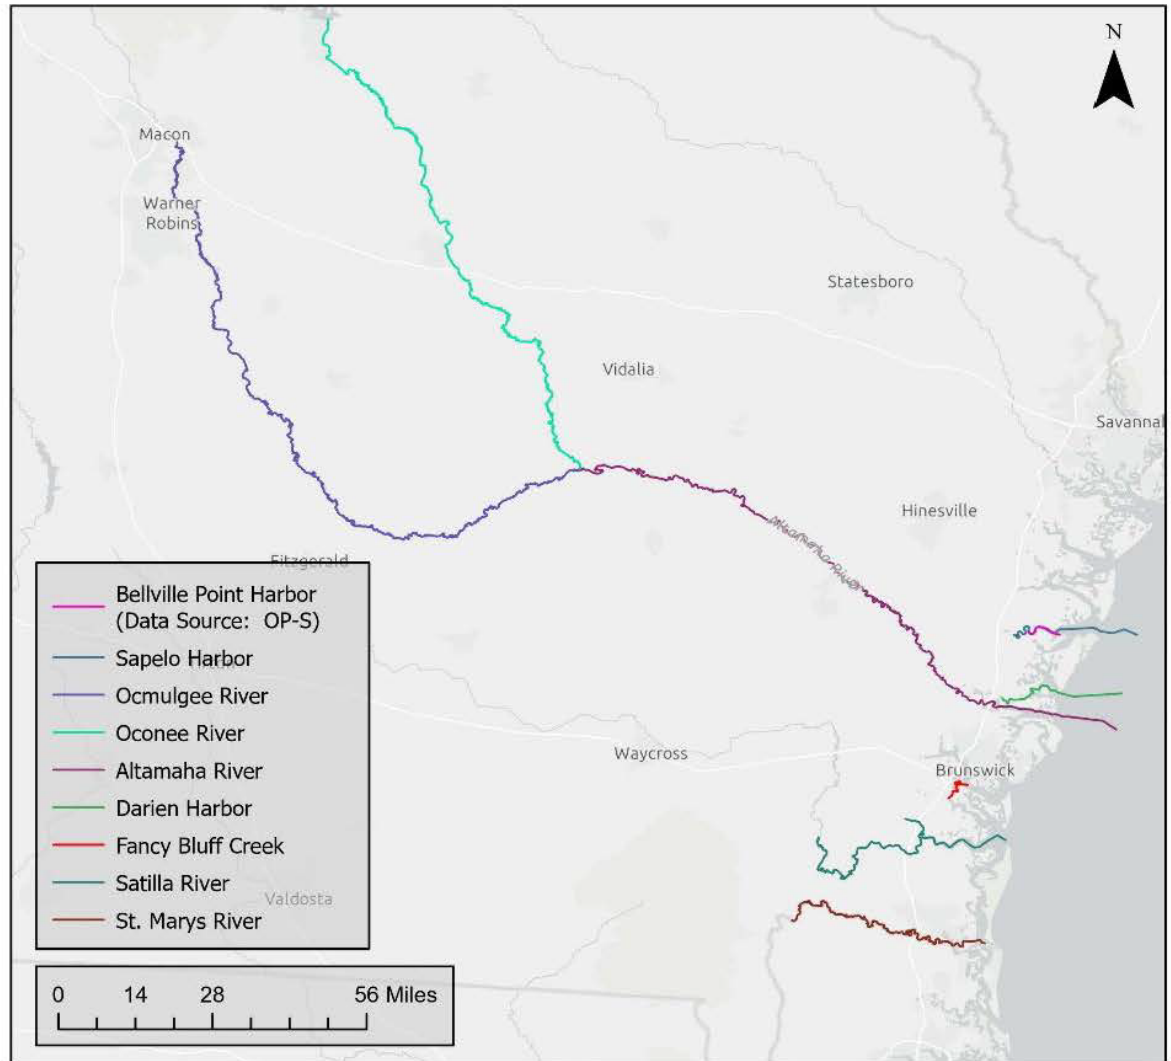 N
Macon
Warner
Robins
Statesboro
Vidalia
Savannah
Hinesville
Altamaha River
Fitzgerald
Waycross
Brunswick
Valdosta
Bellville Point Harbor
(Data Source: OP-S)
Sapelo Harbor
Ocmulgee River
Oconee River
Altamaha River
Darien Harbor
Fancy Bluff Creek
Satilla River
St. Marys River
0 14 28 56 Miles